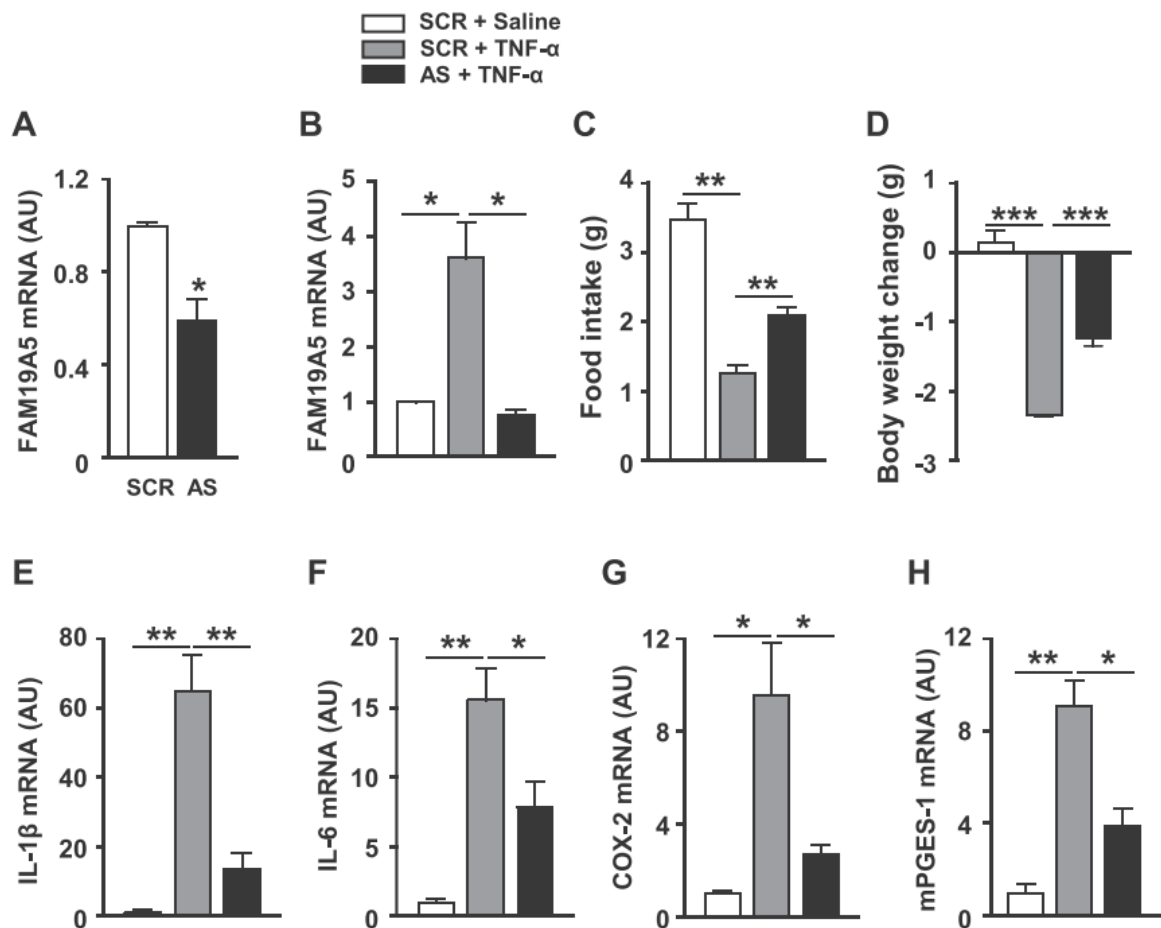 SCR + Saline
SCR + TNF-α
AS + TNF-α
A
FAM19A5 mRNA (AU)
1.2
0.8
0.4
0
*
SCR AS
B
FAM19A5 mRNA (AU)
5
4
3
2
1
0
* *
C
Food intake (g)
4
3
2
1
0
**
**
D
Body weight change (g)
1
0
-1
-2
-3
*** ***
E
IL-1β mRNA (AU)
80
60
40
20
0
** **
F
IL-6 mRNA (AU)
20
15
10
5
0
** *
G
COX-2 mRNA (AU)
12
8
4
0
* *
H
mPGES-1 mRNA (AU)
12
8
4
0
** *